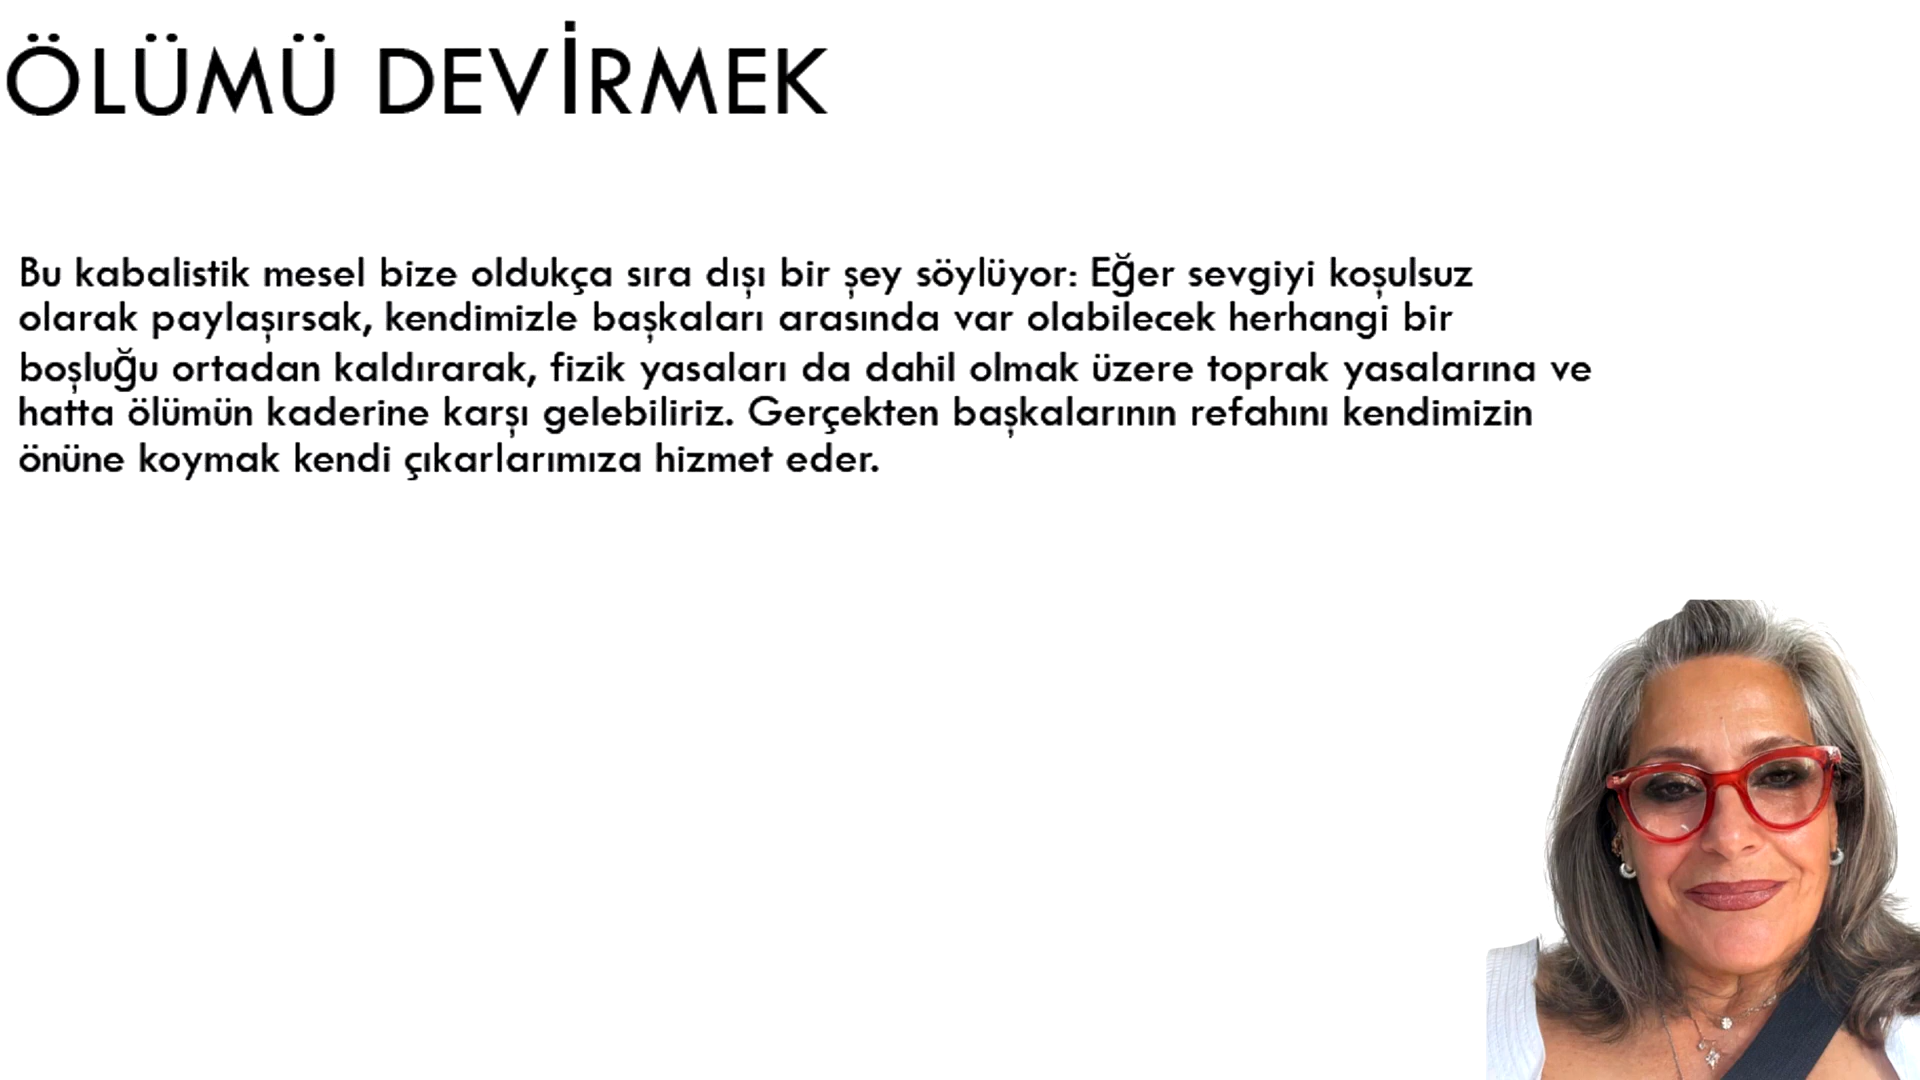 ÖLÜMÜ DEVİRMEK
Bu kabalistik mesel bize oldukça sıra dışı bir şey söylüyor: Eğer sevgiyi koşulsuz
olarak paylaşırsak, kendimizle başkaları arasında var olabilecek herhangi bir
boşluğu ortadan kaldırarak, fizik yasaları da dahil olmak üzere toprak yasalarına ve
hatta ölümün kaderine karşı gelebiliriz. Gerçekten başkalarının refahını kendimizin
önüne koymak kendi çıkarlarımıza hizmet eder.